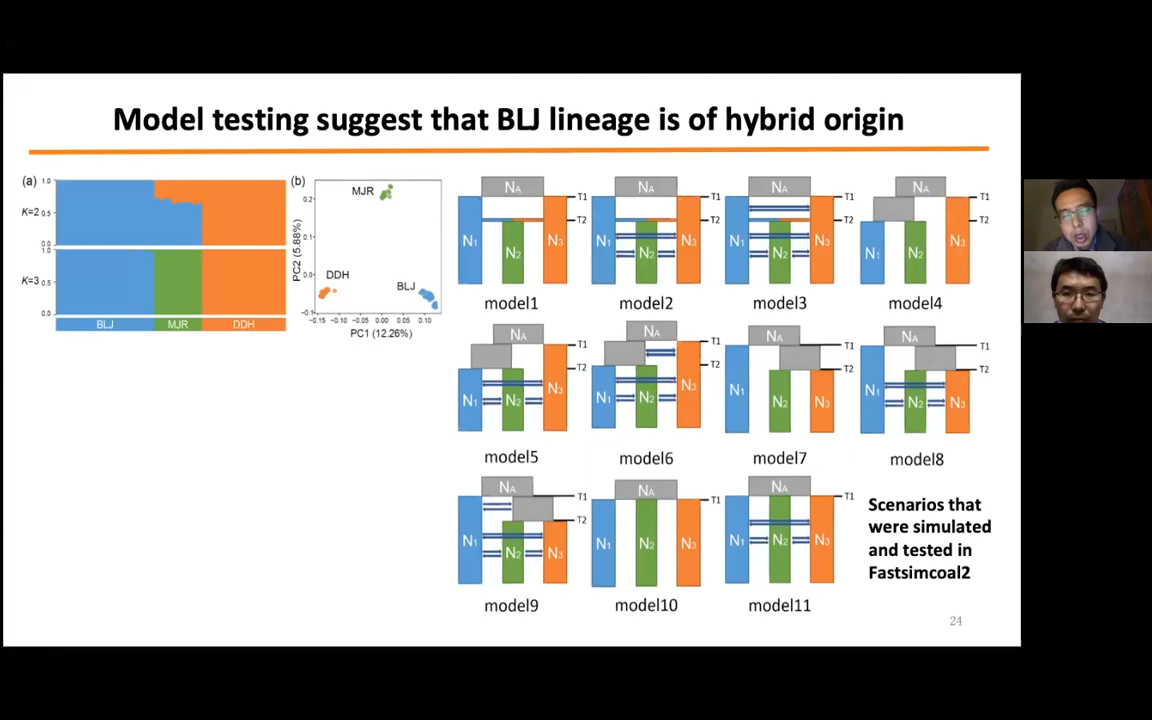 Model testing suggest that BLJ lineage is of hybrid origin
(a)
1.0
K=2
0.5
0.0
1.0
K=3
0.5
0.0
BLJ
MJR
DDH
(b)
MJR
DDH
BLJ
0.2
0.1
0.0
PC2 (5.88%)
-0.15
-0.10
-0.05
0.00
0.05
0.10
PC1 (12.26%)
NA
T1
T2
N1
N2
N3
model1
NA
T1
T2
N1
N2
N3
model2
NA
T1
T2
N1
N2
N3
model3
NA
T1
T2
N1
N2
N3
model4
NA
T1
T2
N1
N2
N3
model5
NA
T1
T2
N1
N2
N3
model6
NA
T1
T2
N1
N2
N3
model7
NA
T1
T2
N1
N2
N3
model8
NA
T1
T2
N1
N2
N3
model9
NA
T1
N1
N2
N3
model10
NA
T1
N1
N2
N3
model11
Scenarios that
were simulated
and tested in
Fastsimcoal2
24